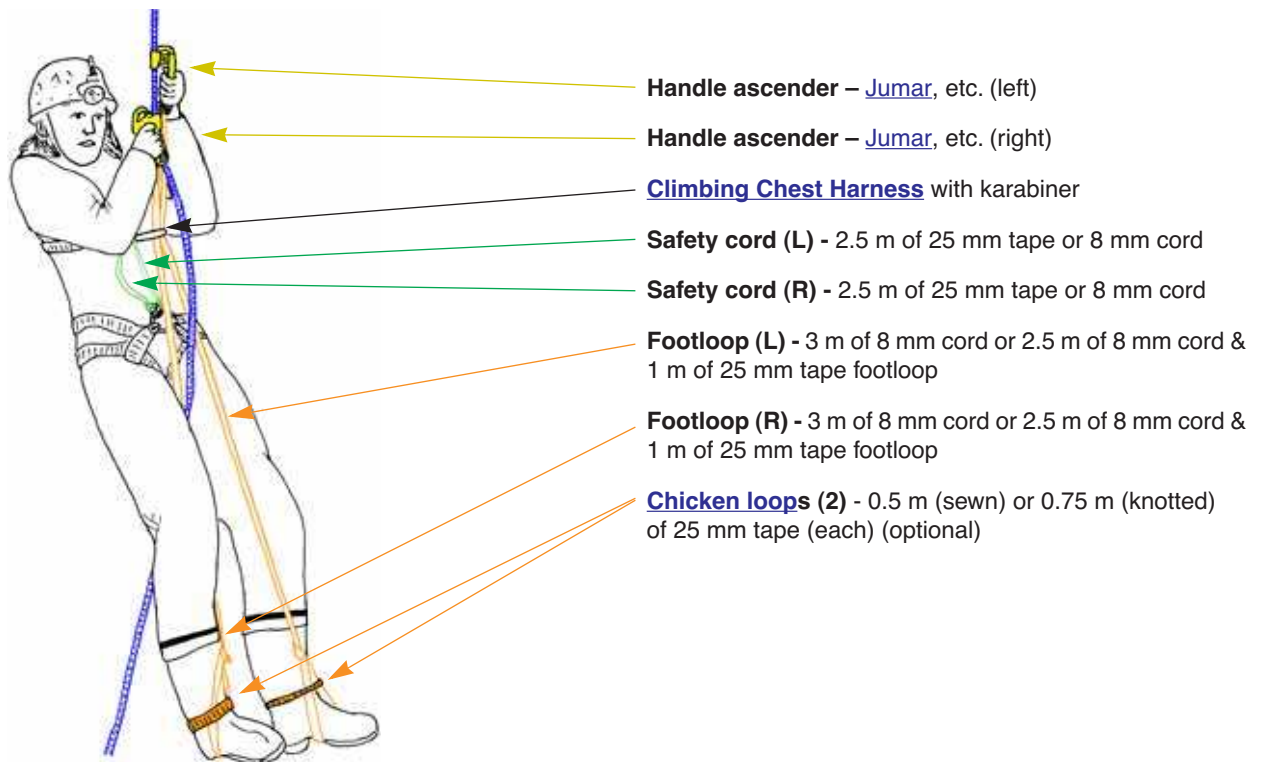 Handle ascender – Jumar, etc. (left)
Handle ascender – Jumar, etc. (right)
Climbing Chest Harness with karabiner
Safety cord (L) - 2.5 m of 25 mm tape or 8 mm cord
Safety cord (R) - 2.5 m of 25 mm tape or 8 mm cord
Footloop (L) - 3 m of 8 mm cord or 2.5 m of 8 mm cord &
1 m of 25 mm tape footloop
Footloop (R) - 3 m of 8 mm cord or 2.5 m of 8 mm cord &
1 m of 25 mm tape footloop
Chicken loops (2) - 0.5 m (sewn) or 0.75 m (knotted)
of 25 mm tape (each) (optional)